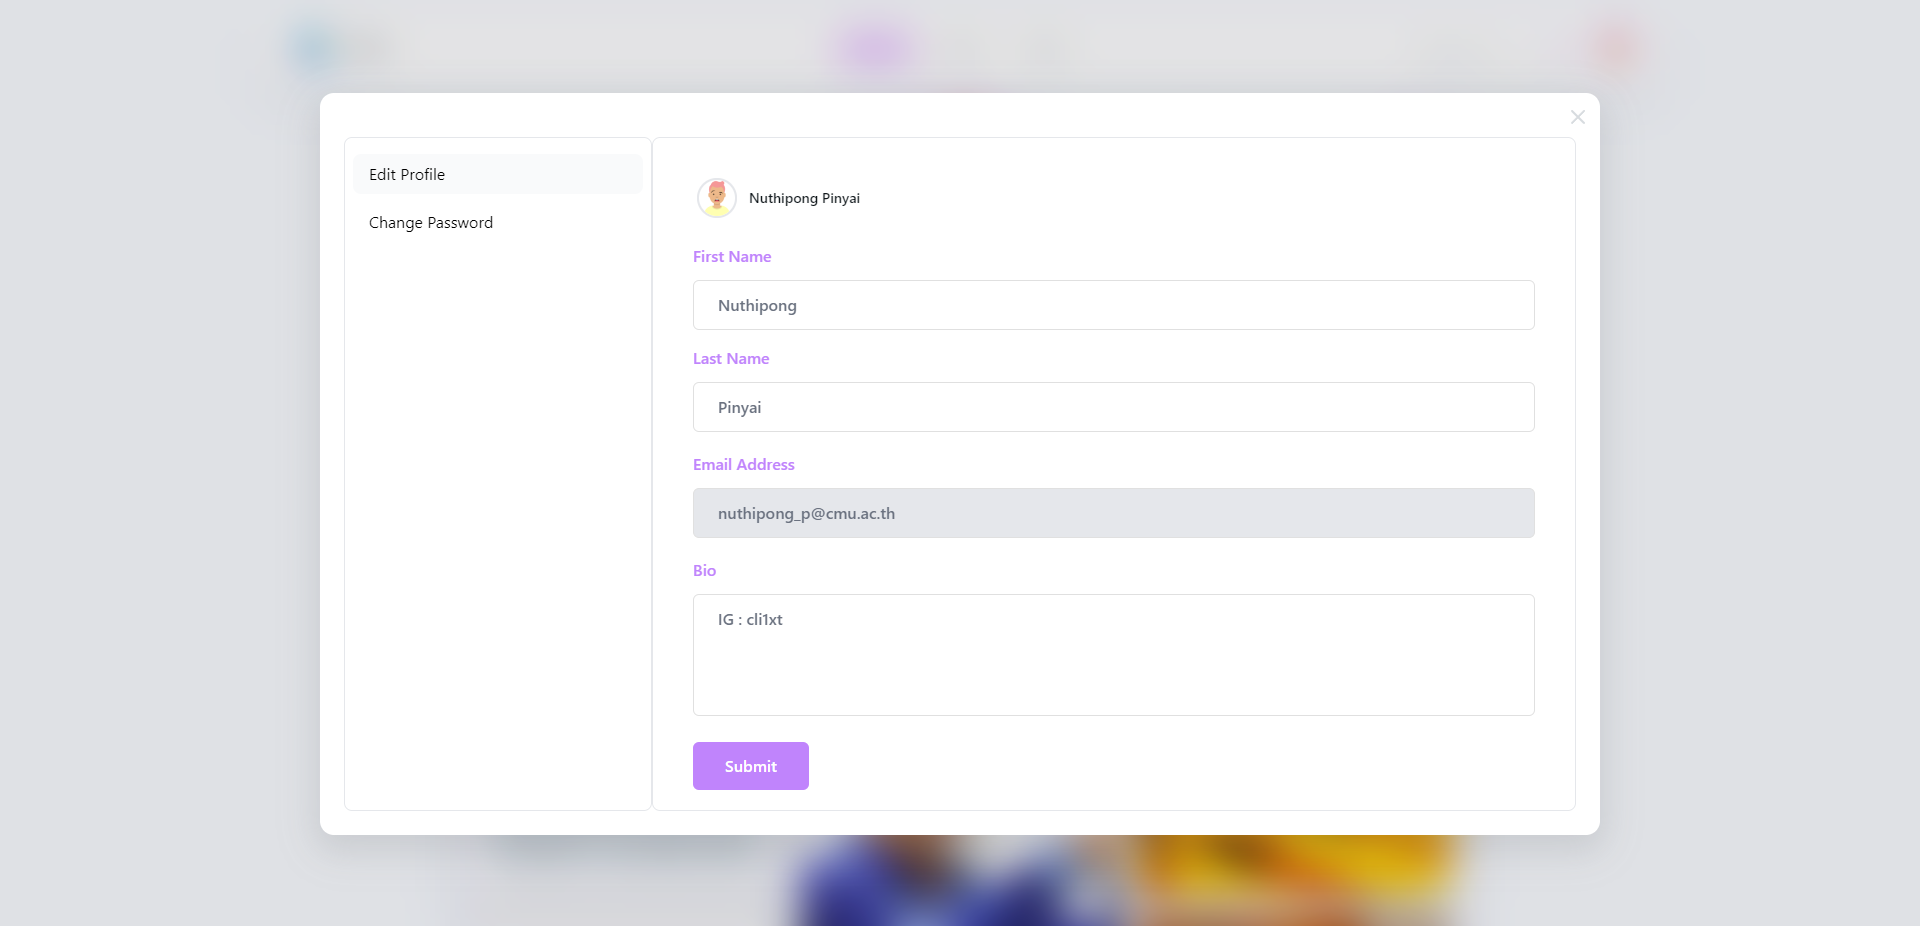 Edit Profile
Change Password
Nuthipong Pinyai
First Name
Nuthipong
Last Name
Pinyai
Email Address
nuthipong_p@cmu.ac.th
Bio
IG : cli1xt
Submit